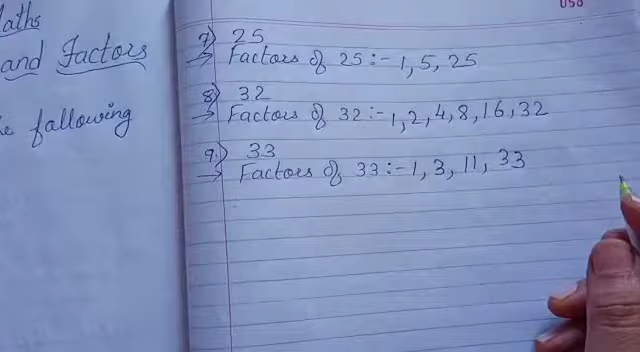 Maths
and Factors
fallowing
7) 25
→ Factors of 25 :- 1, 5, 25
8) 32
→ Factors of 32 :- 1, 2, 4, 8, 16, 32
9) 33
→ Factors of 33 :- 1, 3, 11, 33